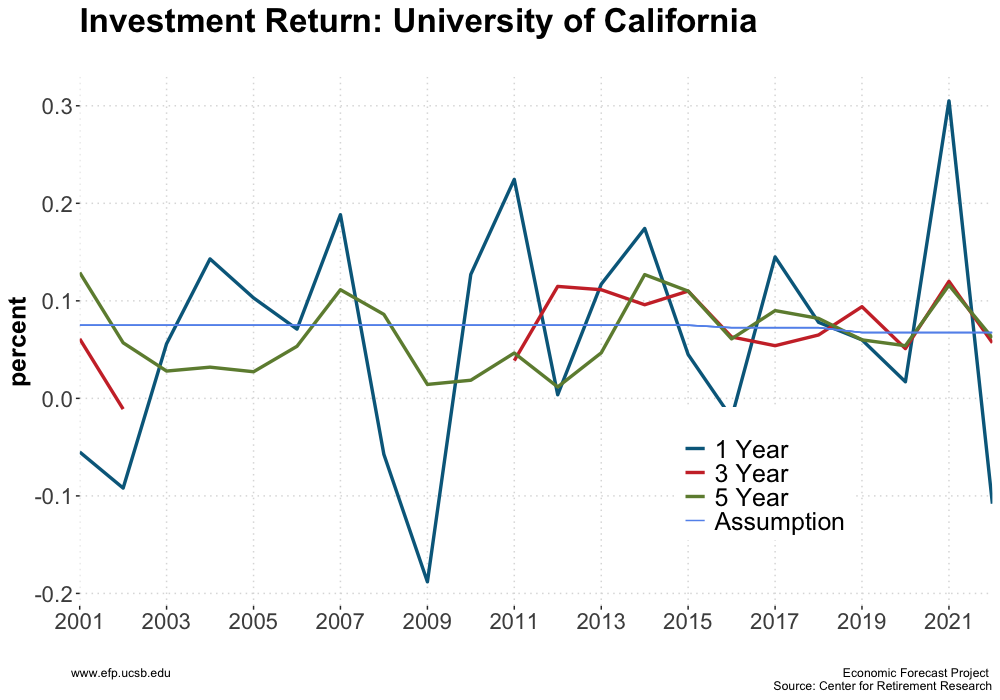 Investment Return: University of California
percent
0.3
0.2
0.1
0.0
-0.1
-0.2
1 Year
3 Year
5 Year
Assumption
2001 2003 2005 2007 2009 2011 2013 2015 2017 2019 2021
www.efp.ucsb.edu
Economic Forecast Project
Source: Center for Retirement Research